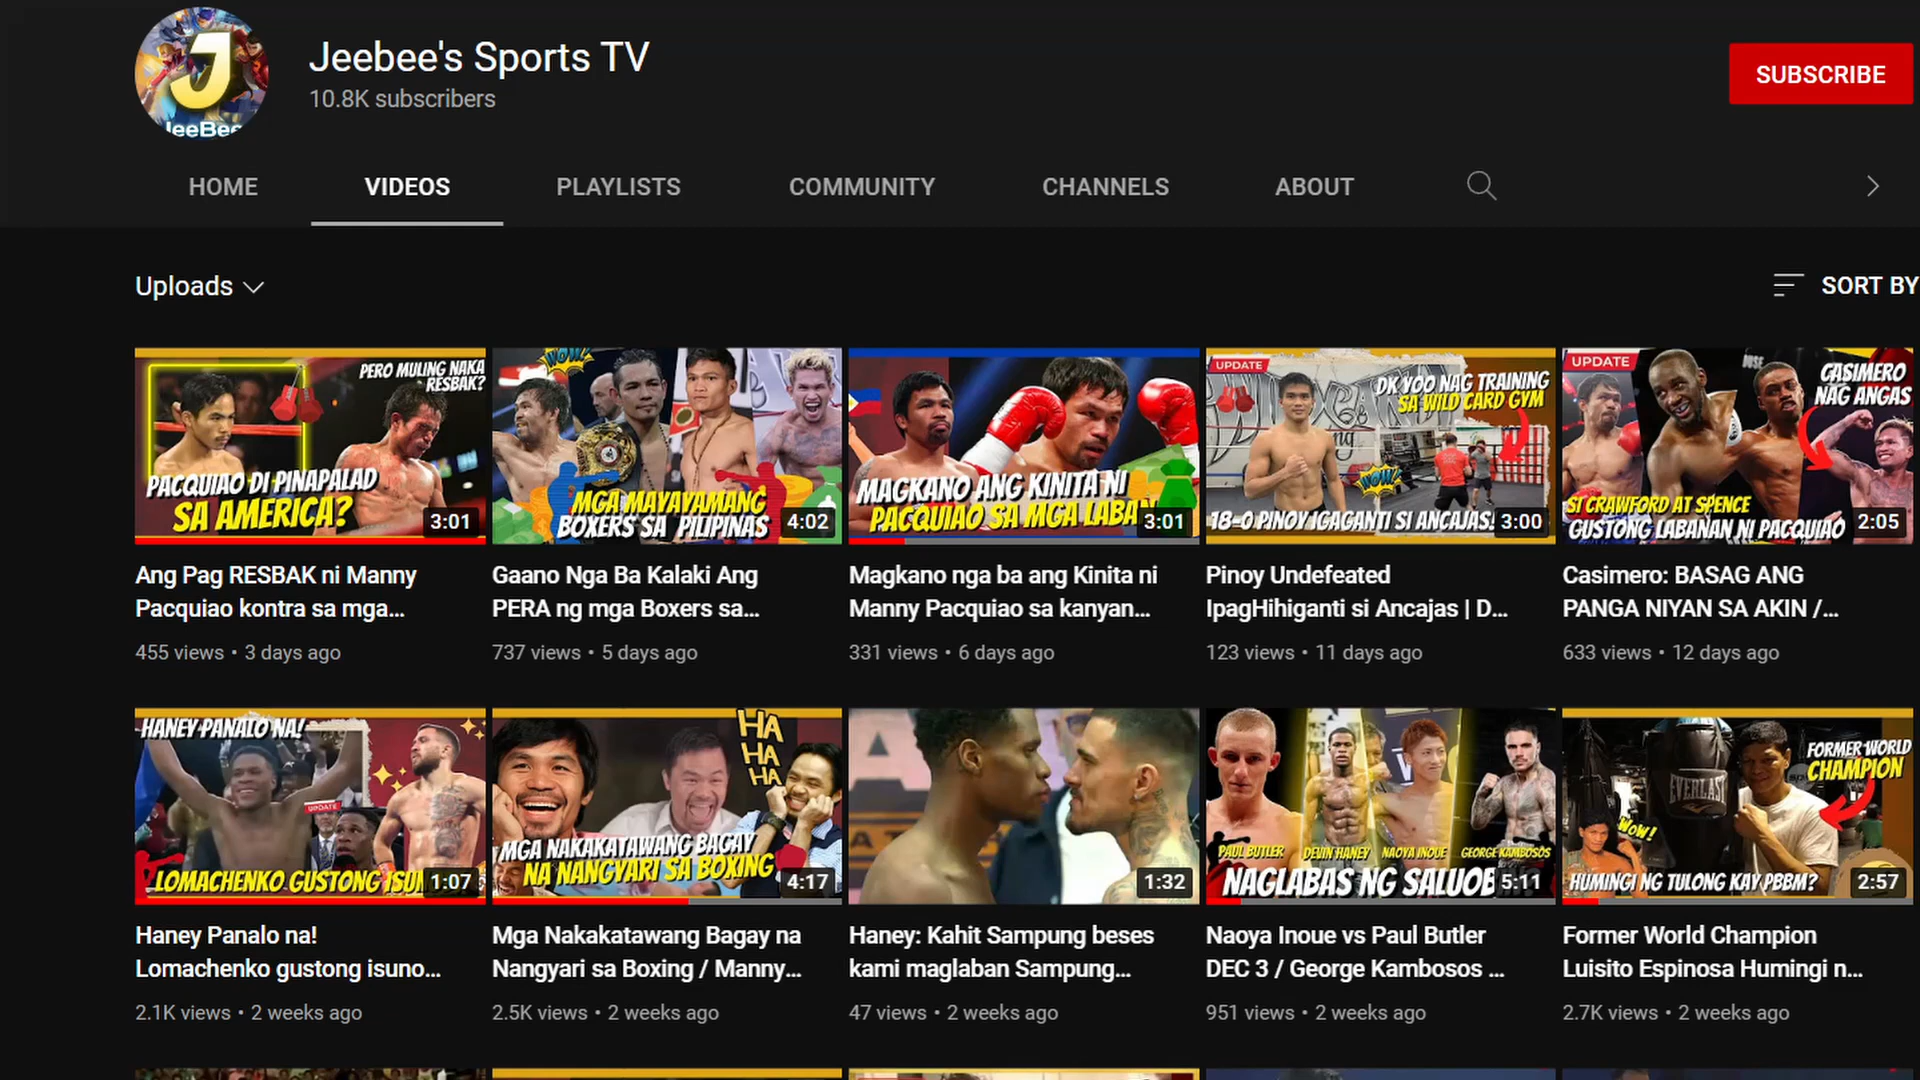 J
JeeBee
Jeebee's Sports TV
10.8K subscribers
SUBSCRIBE
HOME
VIDEOS
PLAYLISTS
COMMUNITY
CHANNELS
ABOUT
Uploads
SORT BY
PERO MULING NAKA
RESBAK?
PACQUIAO DI PINAPALAD
SA AMERICA?
3:01
Ang Pag RESBAK ni Manny
Pacquiao kontra sa mga...
455 views • 3 days ago
WOW!
MGA MAYAYAMANG
BOXERS SA PILIPINAS
4:02
Gaano Nga Ba Kalaki Ang
PERA ng mga Boxers sa...
737 views • 5 days ago
MAGKANO ANG KINITA NI
PACQUIAO SA MGA LABAN
3:01
Magkano nga ba ang Kinita ni
Manny Pacquiao sa kanyan...
331 views • 6 days ago
UPDATE
DK YOO NAG TRAINING
SA WILD CARD GYM
WOW!
18-0 PINOY IGAGANTI SI ANCAJAS!
3:00
Pinoy Undefeated
IpagHihiganti si Ancajas | D...
123 views • 11 days ago
UPDATE
CASIMERO
NAG ANGAS
SI CRAWFORD AT SPENCE
GUSTONG LABANAN NI PACQUIAO
2:05
Casimero: BASAG ANG
PANGA NIYAN SA AKIN /...
633 views • 12 days ago
HANEY PANALO NA!
UPDATE
LOMACHENKO GUSTONG ISUN
1:07
Haney Panalo na!
Lomachenko gustong isuno...
2.1K views • 2 weeks ago
HA
HA
HA
MGA NAKAKATAWANG BAGAY
NA NANGYARI SA BOXING
4:17
Mga Nakakatawang Bagay na
Nangyari sa Boxing / Manny...
2.5K views • 2 weeks ago
1:32
Haney: Kahit Sampung beses
kami maglaban Sampung...
47 views • 2 weeks ago
PAUL BUTLER
DEVIN HANEY
NAOYA INOUE
GEORGE KAMBOSOS
NAGLABAS NG SALUOB
5:11
Naoya Inoue vs Paul Butler
DEC 3 / George Kambosos ...
951 views • 2 weeks ago
FORMER WORLD
CHAMPION
EVERLAST
WOW!
HUMINGI NG TULONG KAY PBBM?
2:57
Former World Champion
Luisito Espinosa Humingi n...
2.7K views • 2 weeks ago